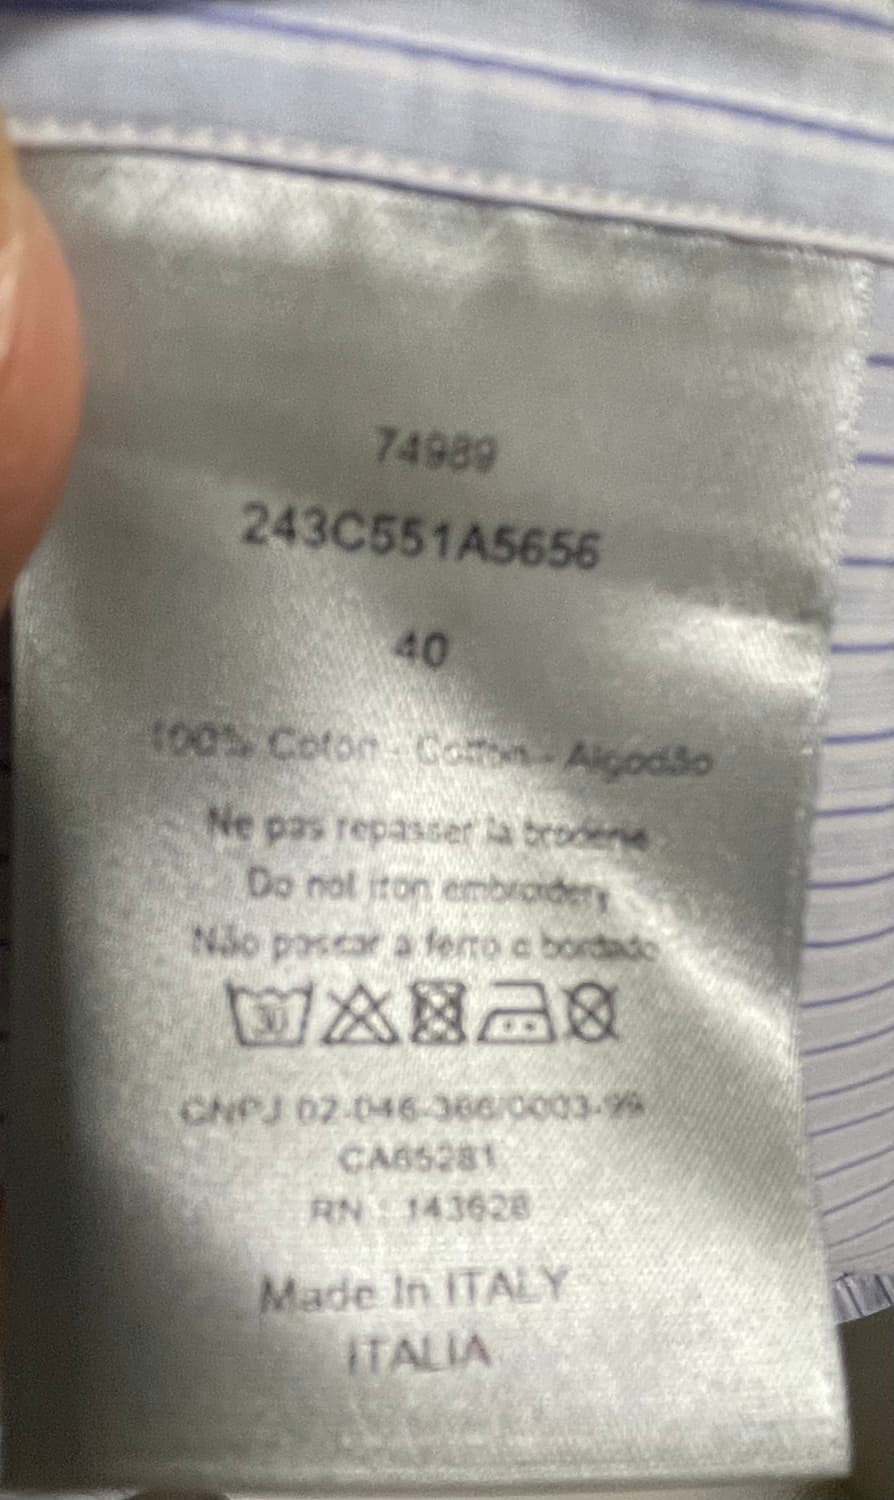 74989
243C551A5656
40
100% Coton - Cotton - Algodão
Ne pas repasser la broderie
Do not iron embroidery
Não passar a ferro o bordado
30
CNPJ 02.046-366/0003-99
CA65281
RN : 143628
Made In ITALY
ITALIA